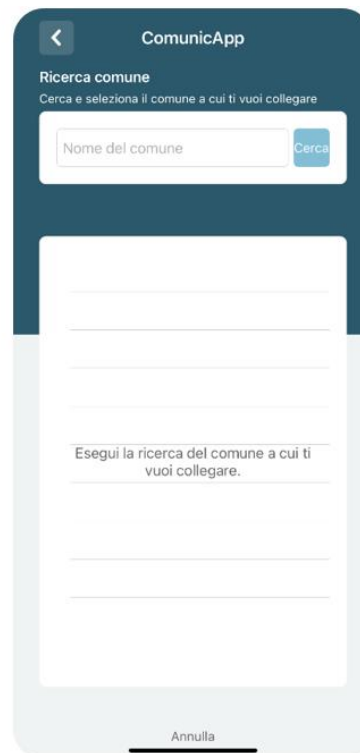 ComunicApp
Ricerca comune
Cerca e seleziona il comune a cui ti vuoi collegare
Nome del comune
Cerca
Esegui la ricerca del comune a cui ti
vuoi collegare.
Annulla